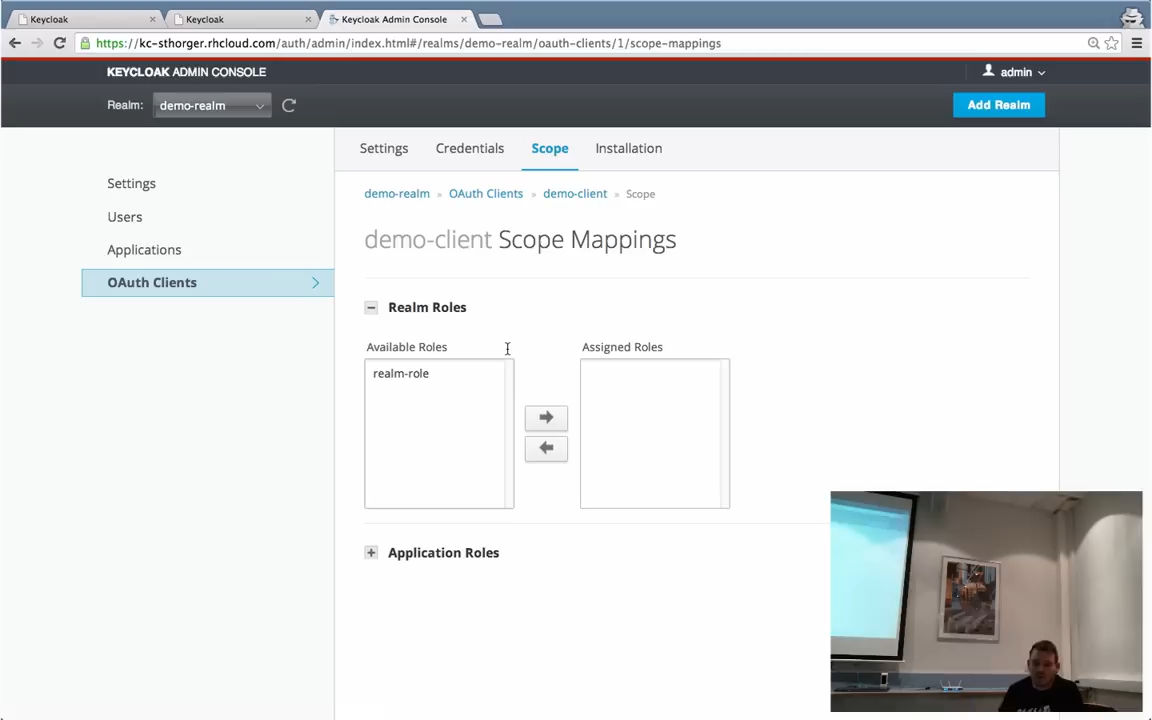 Keycloak
Keycloak
Keycloak Admin Console
https://kc-sthorger.rhcloud.com/auth/admin/index.html#/realms/demo-realm/oauth-clients/1/scope-mappings
KEYCLOAK ADMIN CONSOLE
admin
Realm: demo-realm
Add Realm
Settings Credentials Scope Installation
Settings
Users
Applications
OAuth Clients
demo-realm » OAuth Clients » demo-client » Scope
demo-client Scope Mappings
Realm Roles
Available Roles
Assigned Roles
realm-role
Application Roles